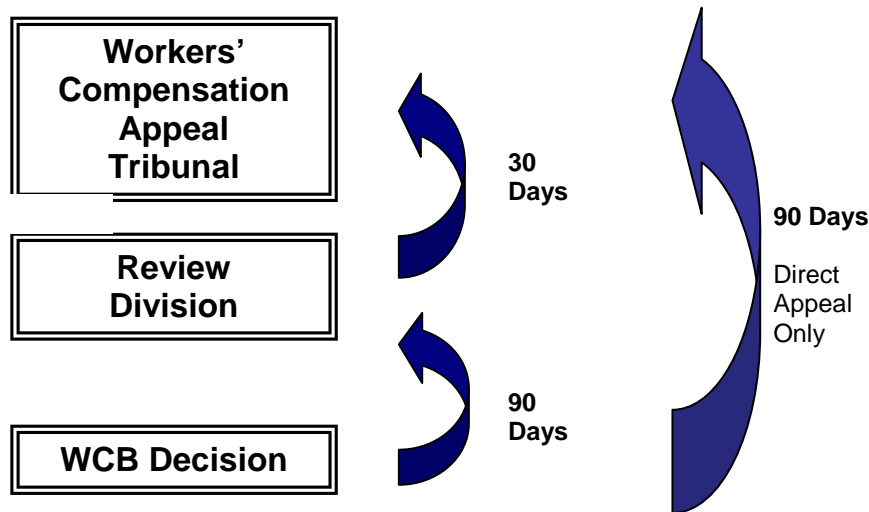 Workers’
Compensation
Appeal
Tribunal
30
Days
90 Days
Direct
Appeal
Only
Review
Division
90
Days
WCB Decision